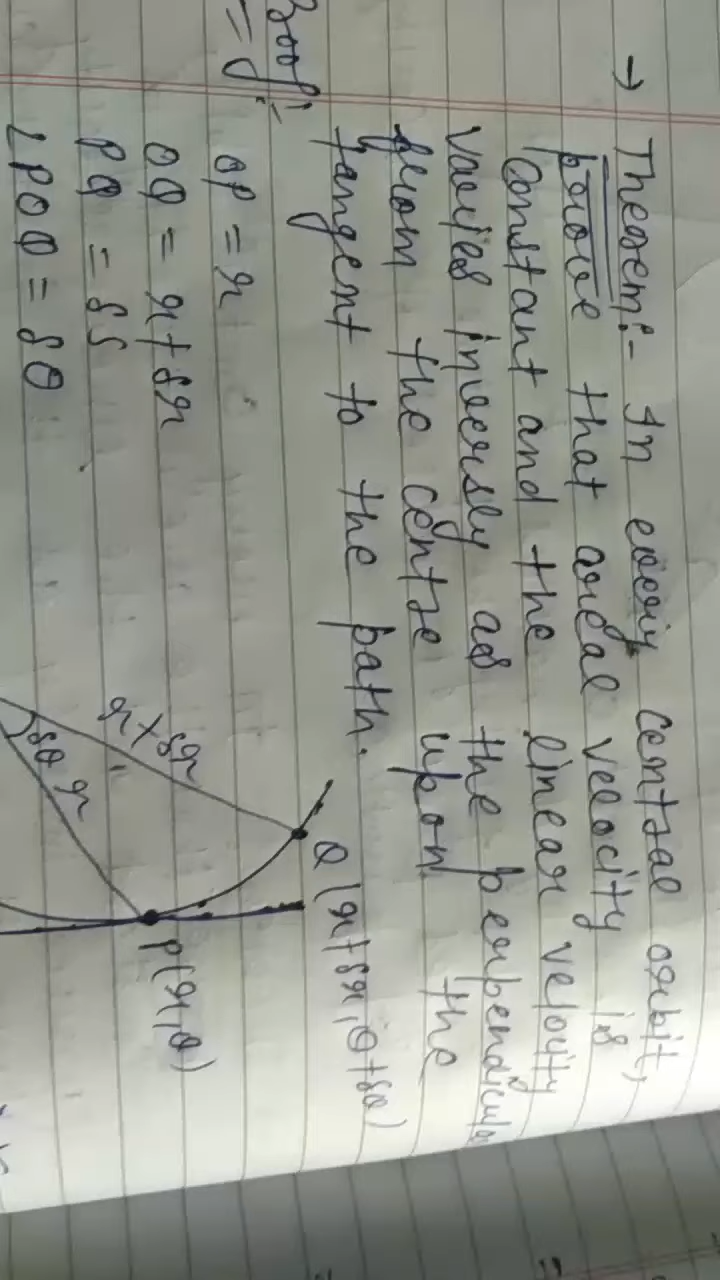 → Theorem:- In every central orbit,
prove that areal velocity is
constant and the linear velocity
varies inversly as the perpendicular
from the centre upon the
tangent to the path.
Proof:-
OP = r
OQ = r + δr
PQ = δs
∠POQ = δθ
r + δr
δθ
r
Q (r+δr, θ+δθ)
P(r, θ)